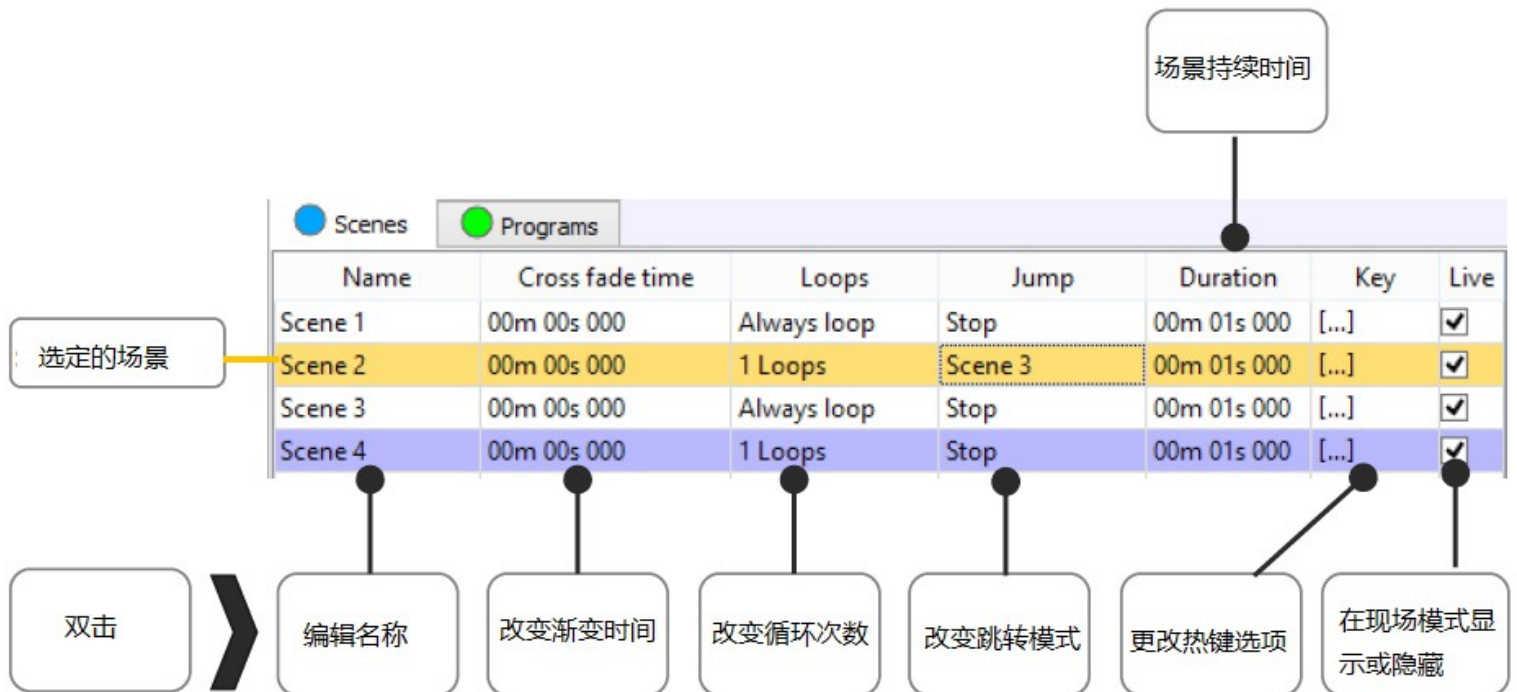 场景持续时间
Scenes Programs
Name Cross fade time Loops Jump Duration Key Live
Scene 1 00m 00s 000 Always loop Stop 00m 01s 000 [...]
选定的场景
Scene 2 00m 00s 000 1 Loops Scene 3 00m 01s 000 [...]
Scene 3 00m 00s 000 Always loop Stop 00m 01s 000 [...]
Scene 4 00m 00s 000 1 Loops Stop 00m 01s 000 [...]
双击
编辑名称
改变渐变时间
改变循环次数
改变跳转模式
更改热键选项
在现场模式显
示或隐藏